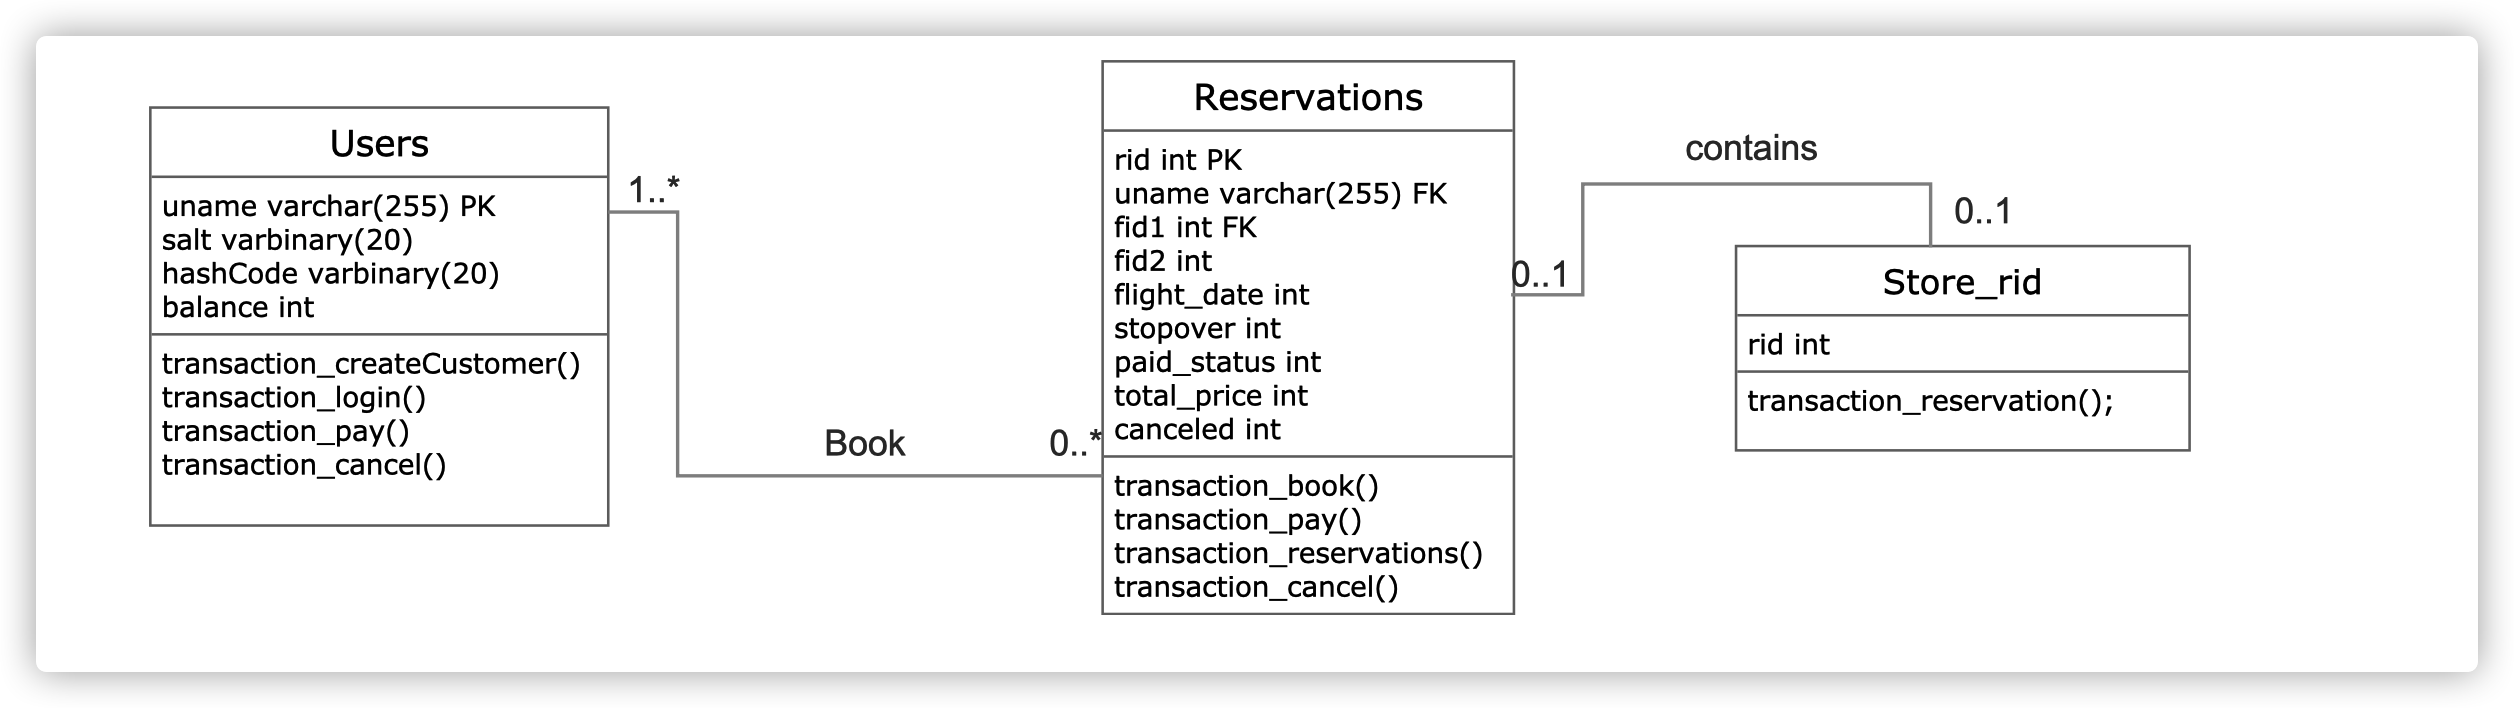 Users
uname varchar(255) PK
salt varbinary(20)
hashCode varbinary(20)
balance int
transaction_createCustomer()
transaction_login()
transaction_pay()
transaction_cancel()
1..*
Book
0..*
Reservations
rid int PK
uname varchar(255) FK
fid1 int FK
fid2 int
flight_date int
stopover int
paid_status int
total_price int
canceled int
transaction_book()
transaction_pay()
transaction_reservations()
transaction_cancel()
0..1
contains
0..1
Store_rid
rid int
transaction_reservation();